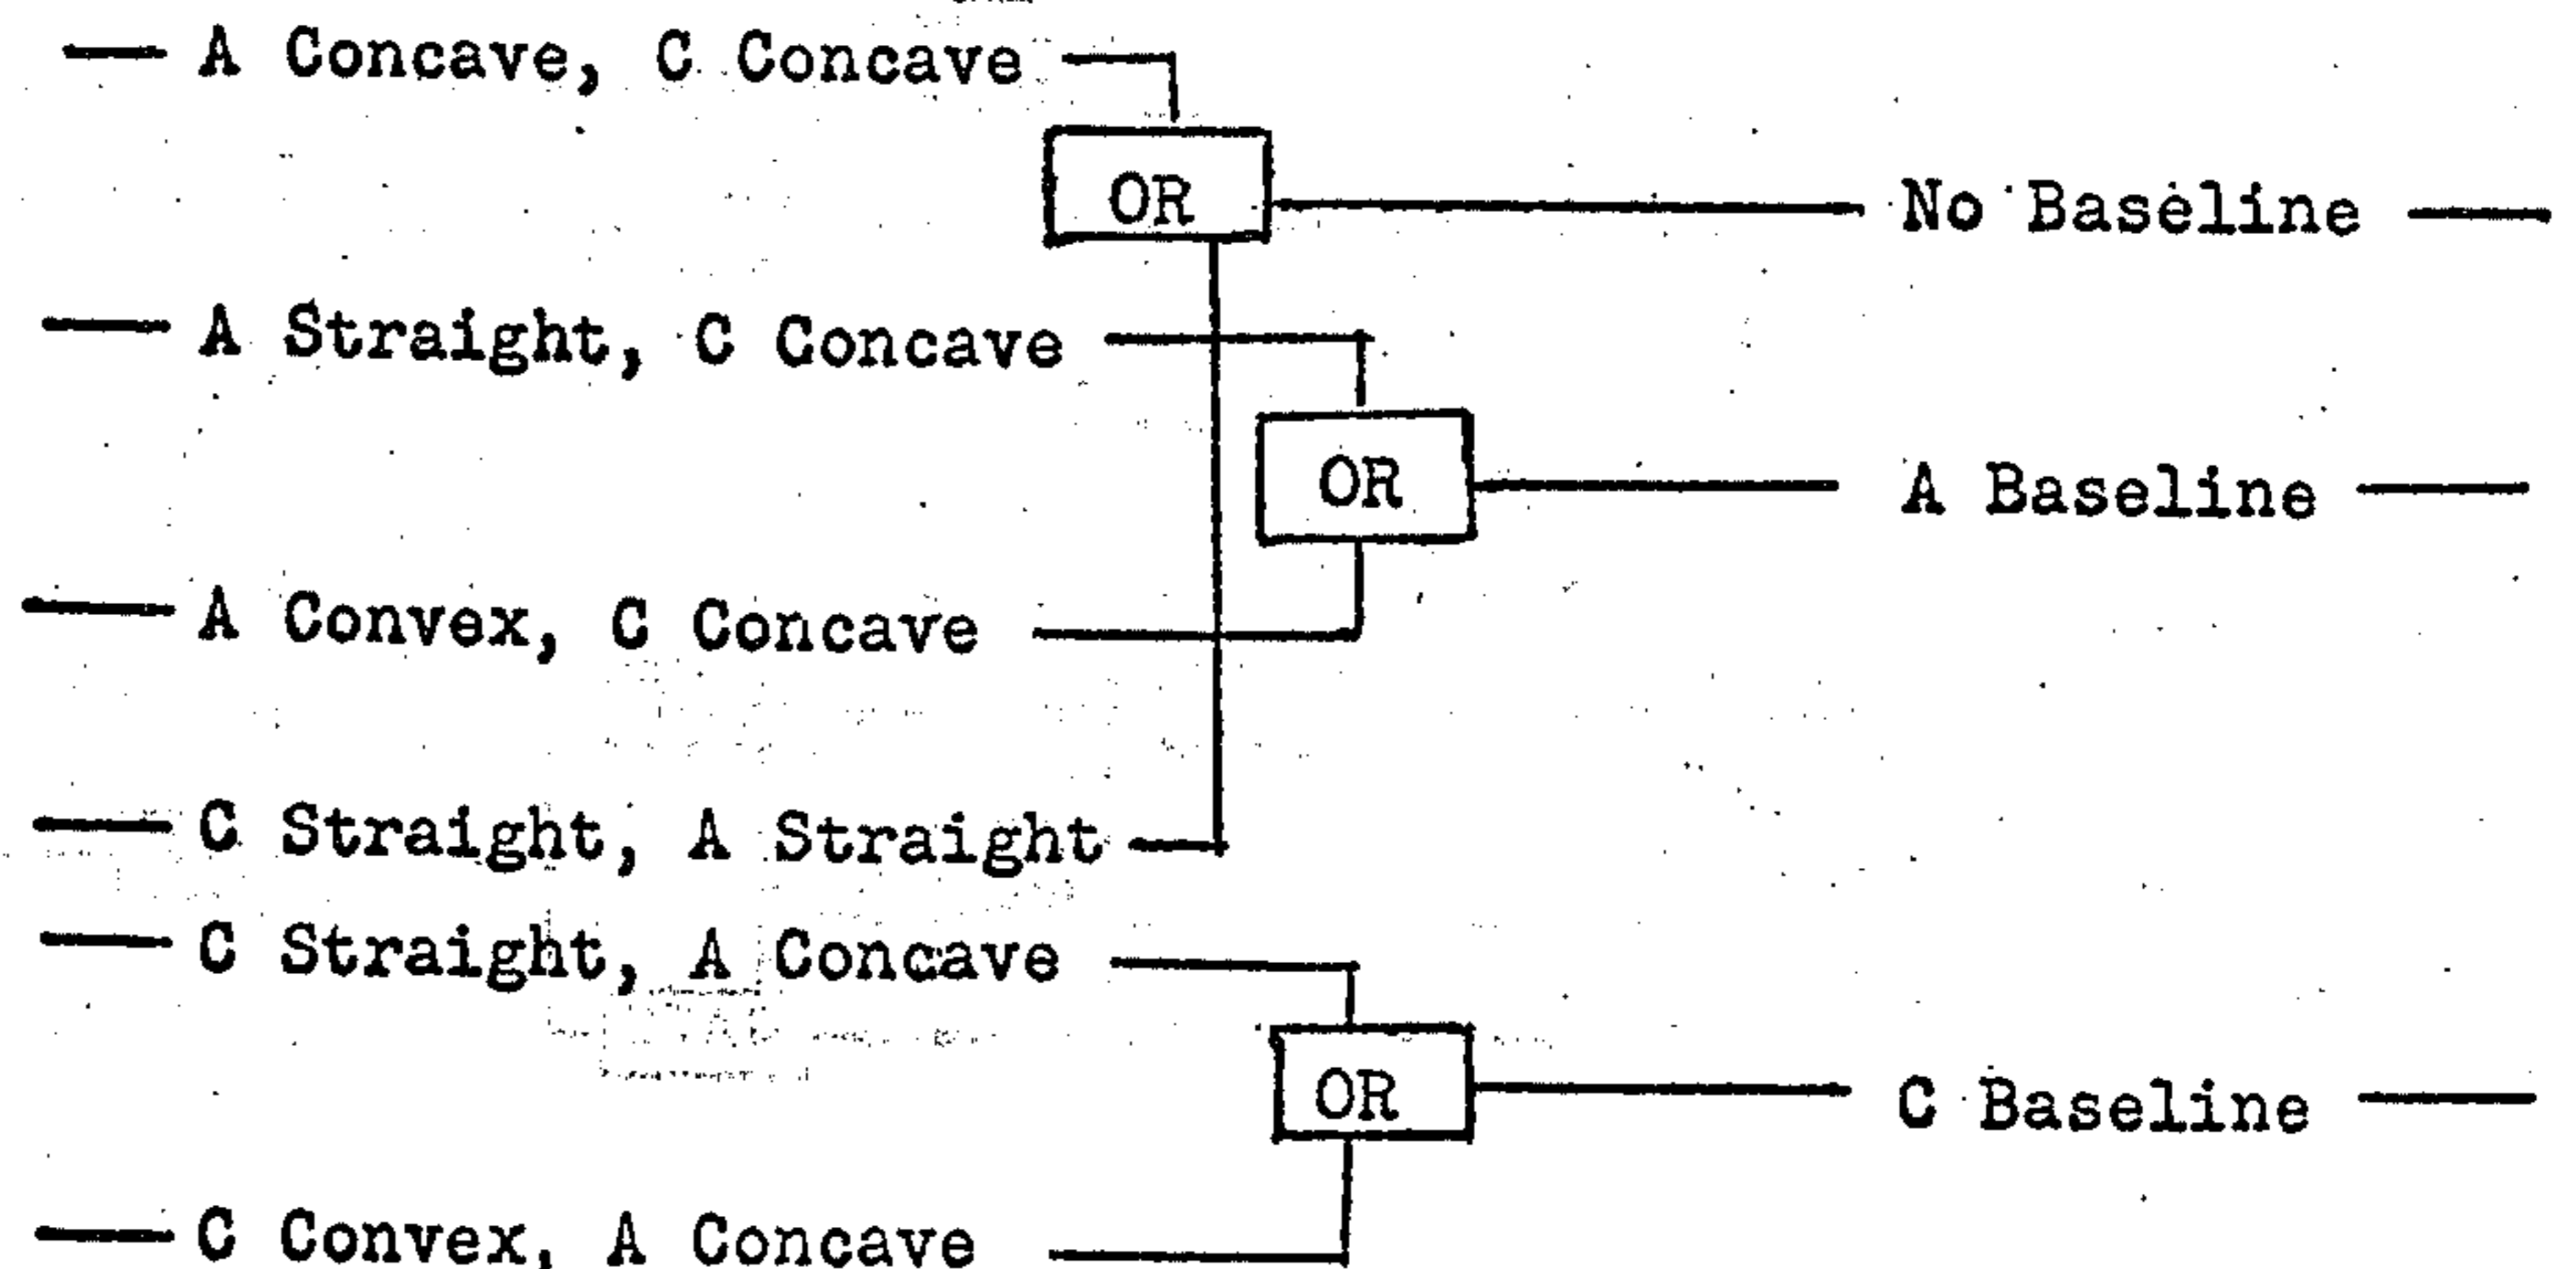 A Concave, C Concave
OR
No Baseline
A Straight, C Concave
OR
A Baseline
A Convex, C Concave
C Straight, A Straight
C Straight, A Concave
OR
C Baseline
C Convex, A Concave